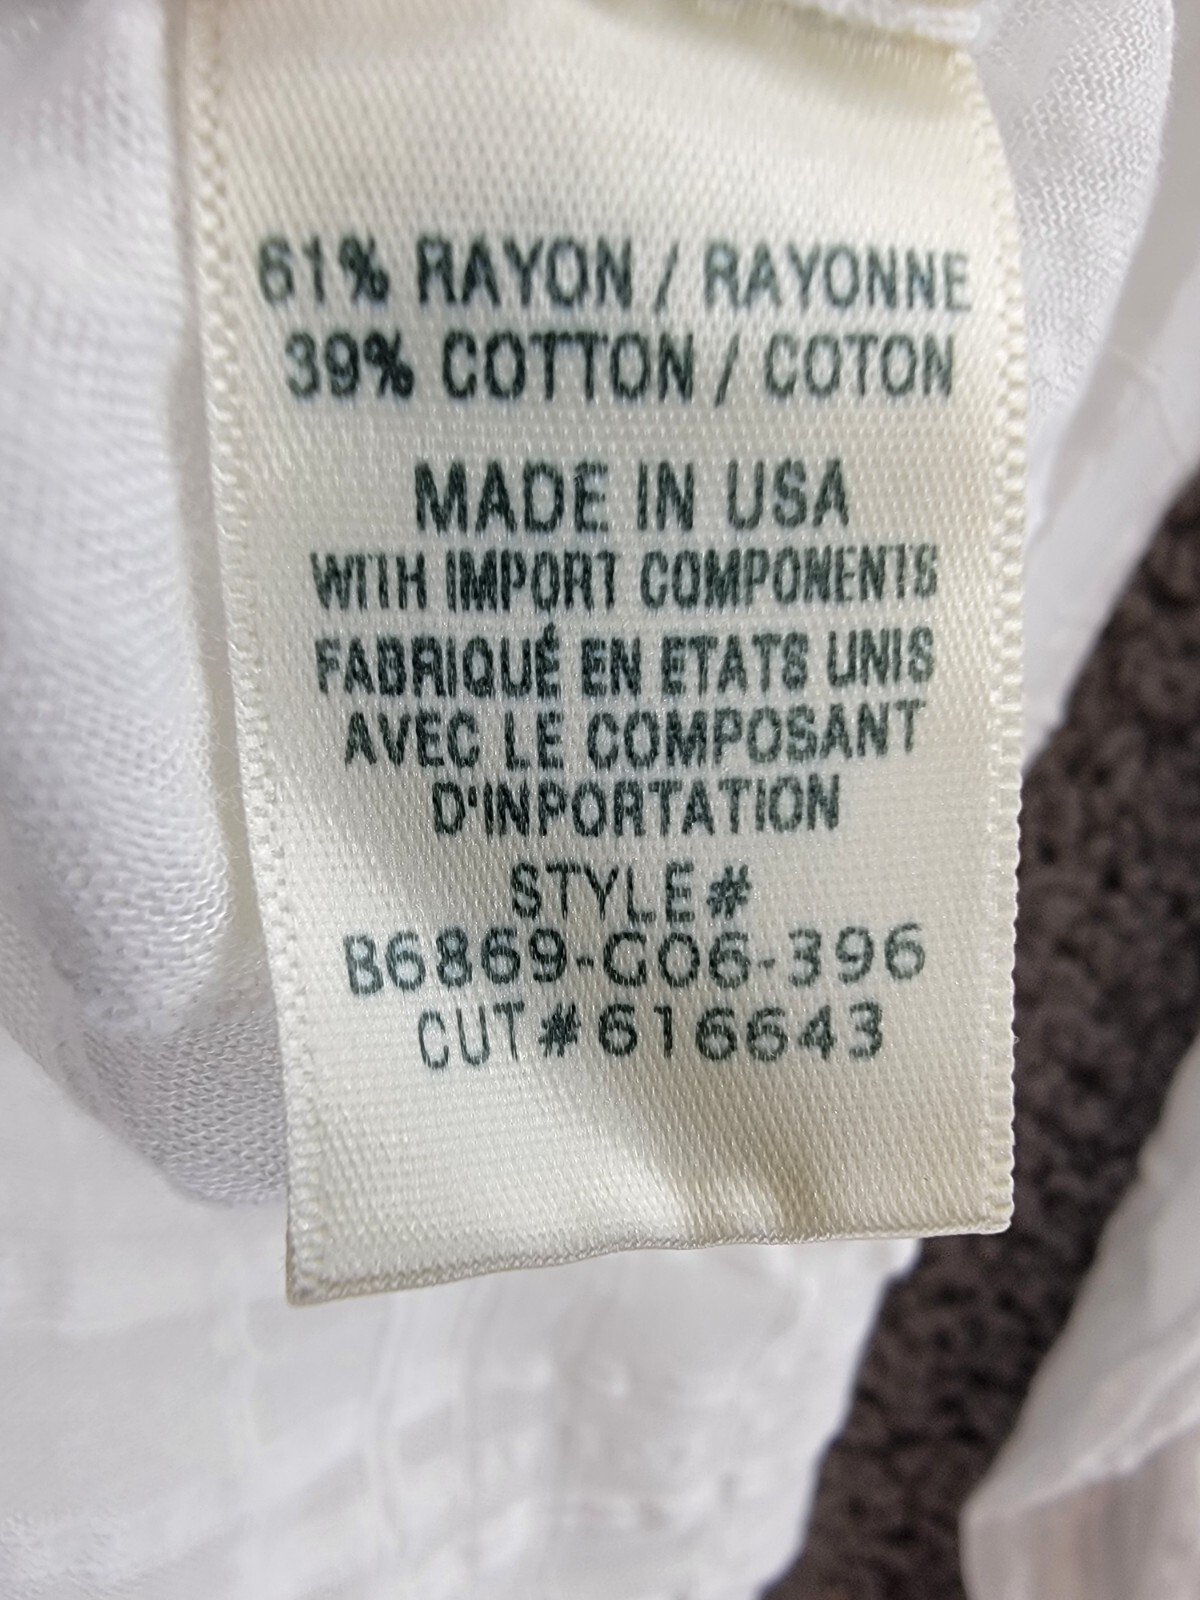 61% RAYON / RAYONNE
39% COTTON / COTON
MADE IN USA
WITH IMPORT COMPONENTS
FABRIQUÉ EN ETATS UNIS
AVEC LE COMPOSANT
D'INPORTATION
STYLE#
B6869-G06-396
CUT#616643